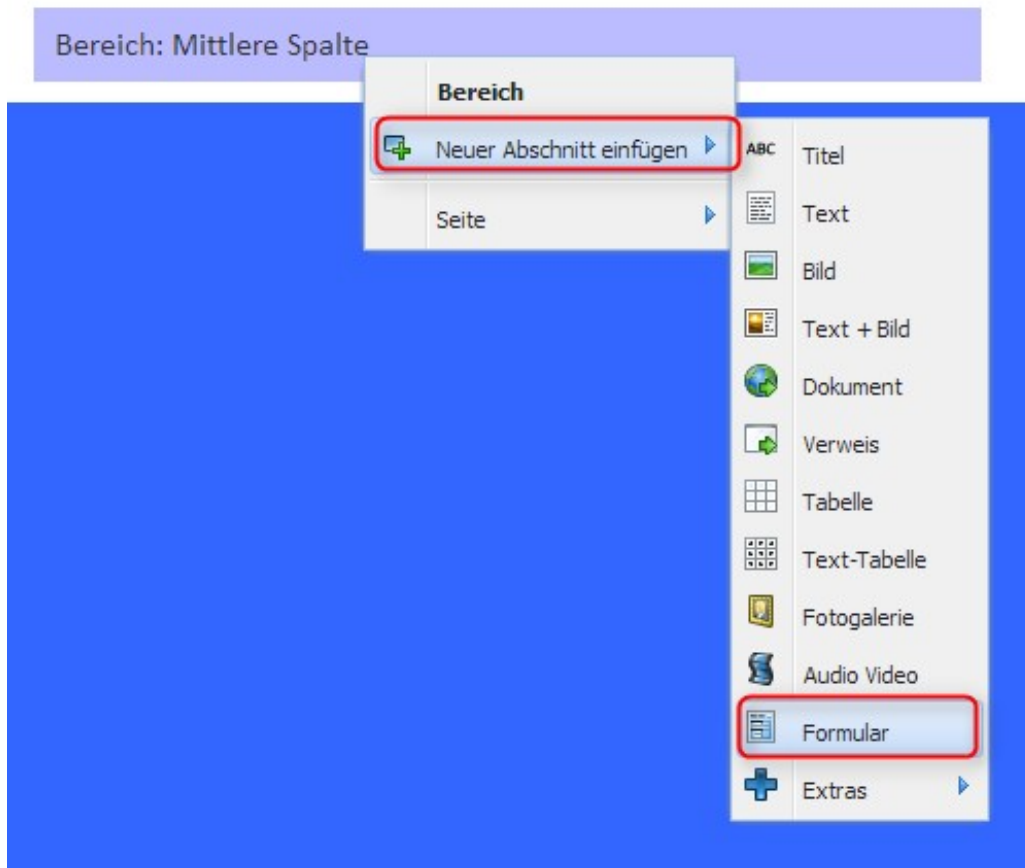 Bereich: Mittlere Spalte
Bereich
Neuer Abschnitt einfügen
Seite
ABC Titel
Text
Bild
Text + Bild
Dokument
Verweis
Tabelle
Text-Tabelle
Fotogalerie
Audio Video
Formular
Extras